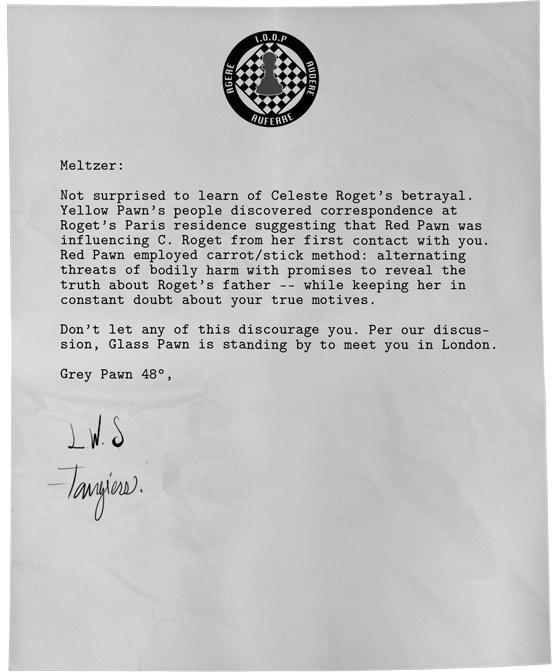 I.O.O.P
AGERE
AUDERE
AUFERRE
Meltzer:
Not surprised to learn of Celeste Roget's betrayal.
Yellow Pawn's people discovered correspondence at
Roget's Paris residence suggesting that Red Pawn was
influencing C. Roget from her first contact with you.
Red Pawn employed carrot/stick method: alternating
threats of bodily harm with promises to reveal the
truth about Roget's father -- while keeping her in
constant doubt about your true motives.
Don't let any of this discourage you. Per our discus-
sion, Glass Pawn is standing by to meet you in London.
Grey Pawn 48°,
L.W.S
-Tangiers.